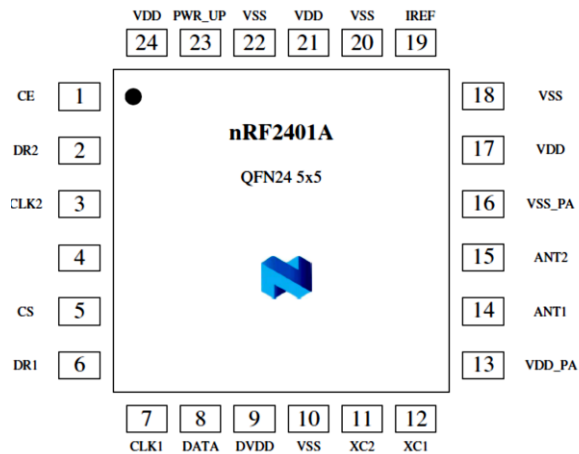 VDD PWR_UP VSS VDD VSS IREF
24 23 22 21 20 19
CE 1
18 VSS
nRF2401A
DR2 2
17 VDD
QFN24 5x5
CLK2 3
16 VSS_PA
4
15 ANT2
CS 5
14 ANT1
DR1 6
13 VDD_PA
7 8 9 10 11 12
CLK1 DATA DVDD VSS XC2 XC1